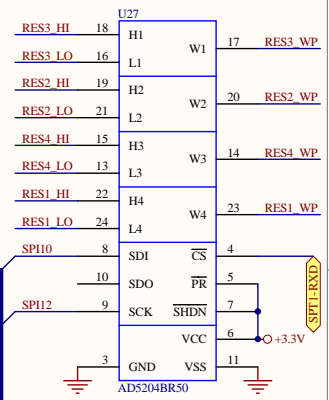 U27
RES3_HI 18 H1 W1 17 RES3_WP
RES3_LO 16 L1
RES2_HI 19 H2 W2 20 RES2_WP
RES2_LO 21 L2
RES4_HI 15 H3 W3 14 RES4_WP
RES4_LO 13 L3
RES1_HI 22 H4 W4 23 RES1_WP
RES1_LO 24 L4
SPI10 8 SDI CS 4
10 SDO PR 5
SPI12 9 SCK SHDN 7
VCC 6 +3.3V
3 GND VSS 11
SPT1-RXD
AD5204BR50